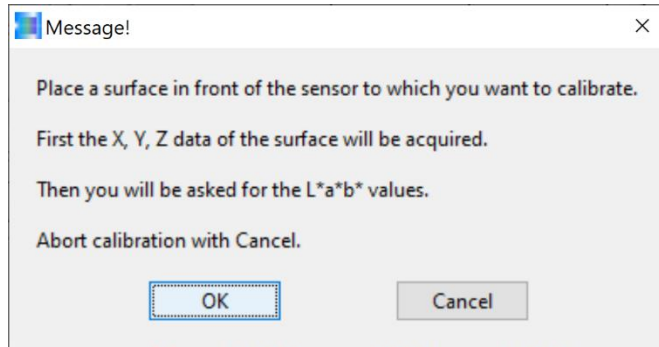 Message!
Place a surface in front of the sensor to which you want to calibrate.
First the X, Y, Z data of the surface will be acquired.
Then you will be asked for the L*a*b* values.
Abort calibration with Cancel.
OK Cancel